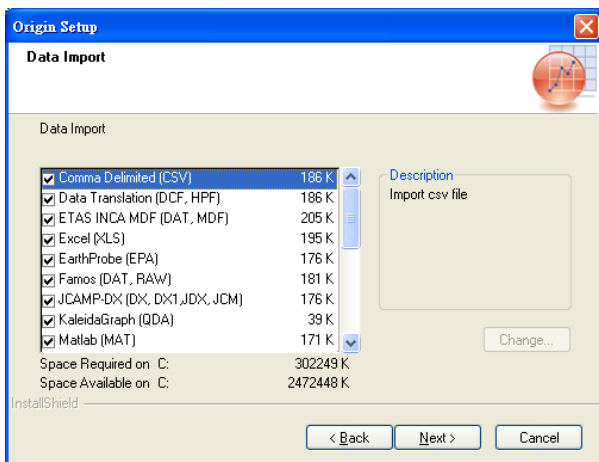 Origin Setup
Data Import
Data Import
Comma Delimited (CSV) 186 K
Data Translation (DCF, HPF) 186 K
ETAS INCA MDF (DAT, MDF) 205 K
Excel (XLS) 195 K
EarthProbe (EPA) 176 K
Famos (DAT, RAW) 181 K
JCAMP-DX (DX, DX1,JDX, JCM) 176 K
KaleidaGraph (QDA) 39 K
Matlab (MAT) 171 K
Description
Import csv file
Change...
Space Required on C: 302249 K
Space Available on C: 2472448 K
InstallShield
< Back Next > Cancel